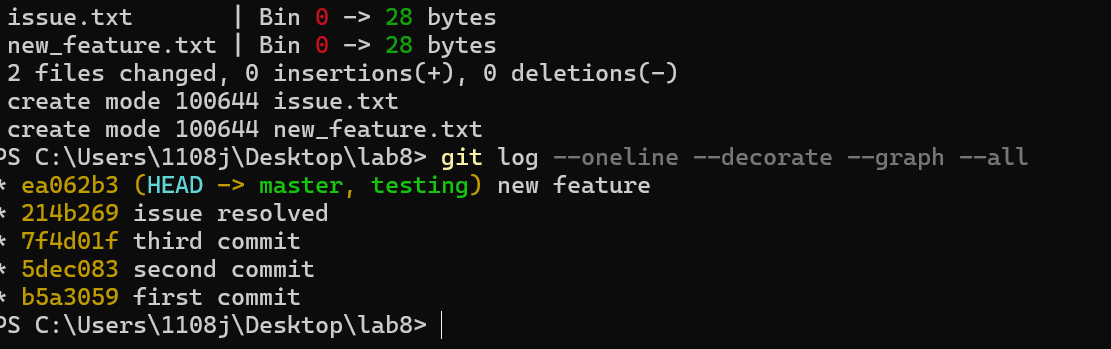 issue.txt       | Bin 0 -> 28 bytes
new_feature.txt | Bin 0 -> 28 bytes
2 files changed, 0 insertions(+), 0 deletions(-)
create mode 100644 issue.txt
create mode 100644 new_feature.txt
PS C:\Users\1108j\Desktop\lab8> git log --oneline --decorate --graph --all
* ea062b3 (HEAD -> master, testing) new feature
* 214b269 issue resolved
* 7f4d01f third commit
* 5dec083 second commit
* b5a3059 first commit
PS C:\Users\1108j\Desktop\lab8>